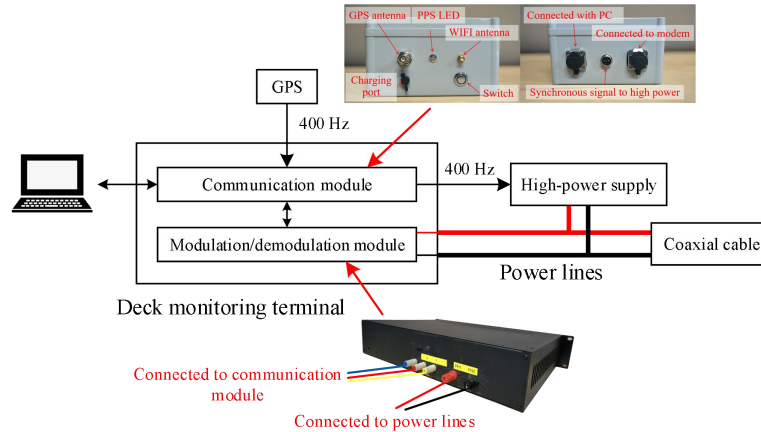 GPS antenna
PPS LED
WIFI antenna
Charging
port
Switch
Connected with PC
Connected to modem
Synchronous signal to high power
GPS
400 Hz
Communication module
400 Hz
High-power supply
Modulation/demodulation module
Coaxial cable
Power lines
Deck monitoring terminal
Connected to communication
module
Connected to power lines